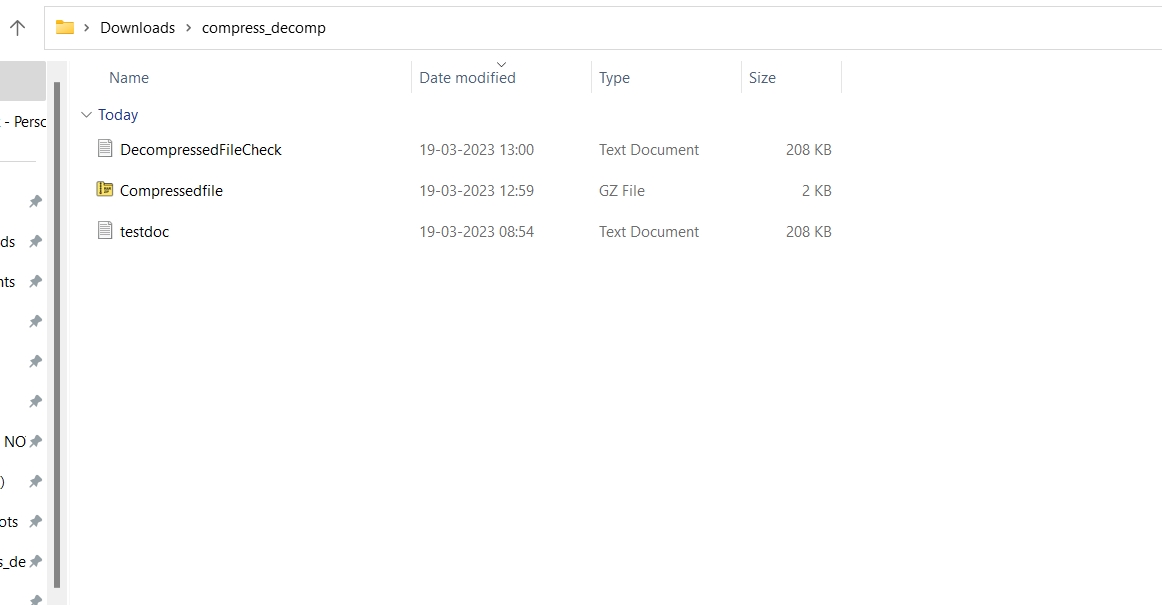 Downloads > compress_decomp
Name Date modified Type Size
Today
- Persc
DecompressedFileCheck 19-03-2023 13:00 Text Document 208 KB
Compressedfile 19-03-2023 12:59 GZ File 2 KB
testdoc 19-03-2023 08:54 Text Document 208 KB
ds
nts
NO
)
ots
s_de